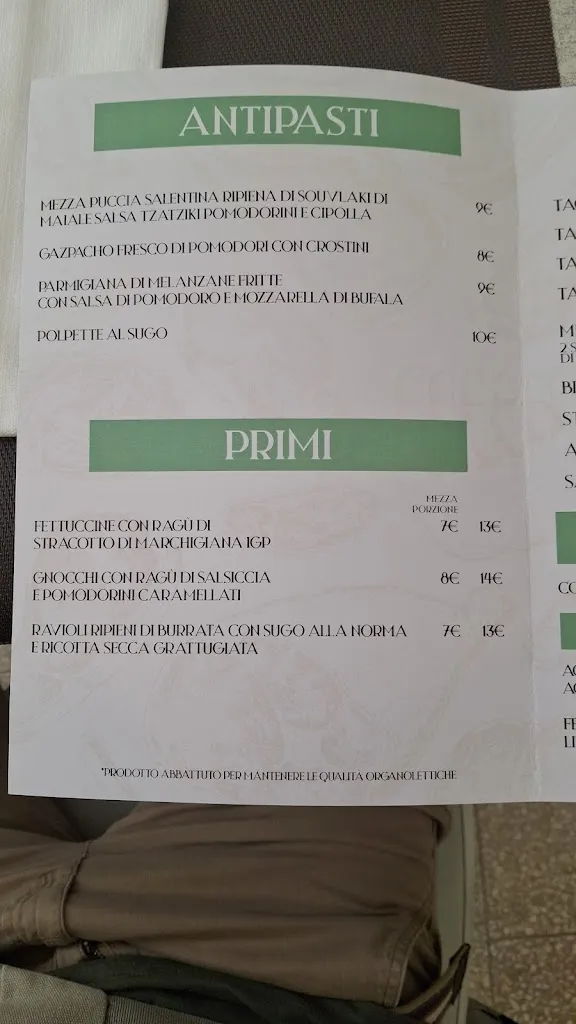 ANTIPASTI
MEZZA PUCCIA SALENTINA RIPIENA DI SOUVLAKI DI
MAIALE SALSA TZATZIKI POMODORINI E CIPOLLA 9€
GAZPACHO FRESCO DI POMODORI CON CROSTINI 8€
PARMIGIANA DI MELANZANE FRITTE
CON SALSA DI POMODORO E MOZZARELLA DI BUFALA 9€
POLPETTE AL SUGO 10€
PRIMI
MEZZA
PORZIONE
FETTUCCINE CON RAGÙ DI 7€ 13€
STRACOTTO DI MARCHIGIANA IGP
GNOCCHI CON RAGÙ DI SALSICCIA 8€ 14€
E POMODORINI CARAMELLATI
RAVIOLI RIPIENI DI BURRATA CON SUGO ALLA NORMA 7€ 13€
E RICOTTA SECCA GRATTUGIATA
*PRODOTTO ABBATTUTO PER MANTENERE LE QUALITÀ ORGANOLETTICHE